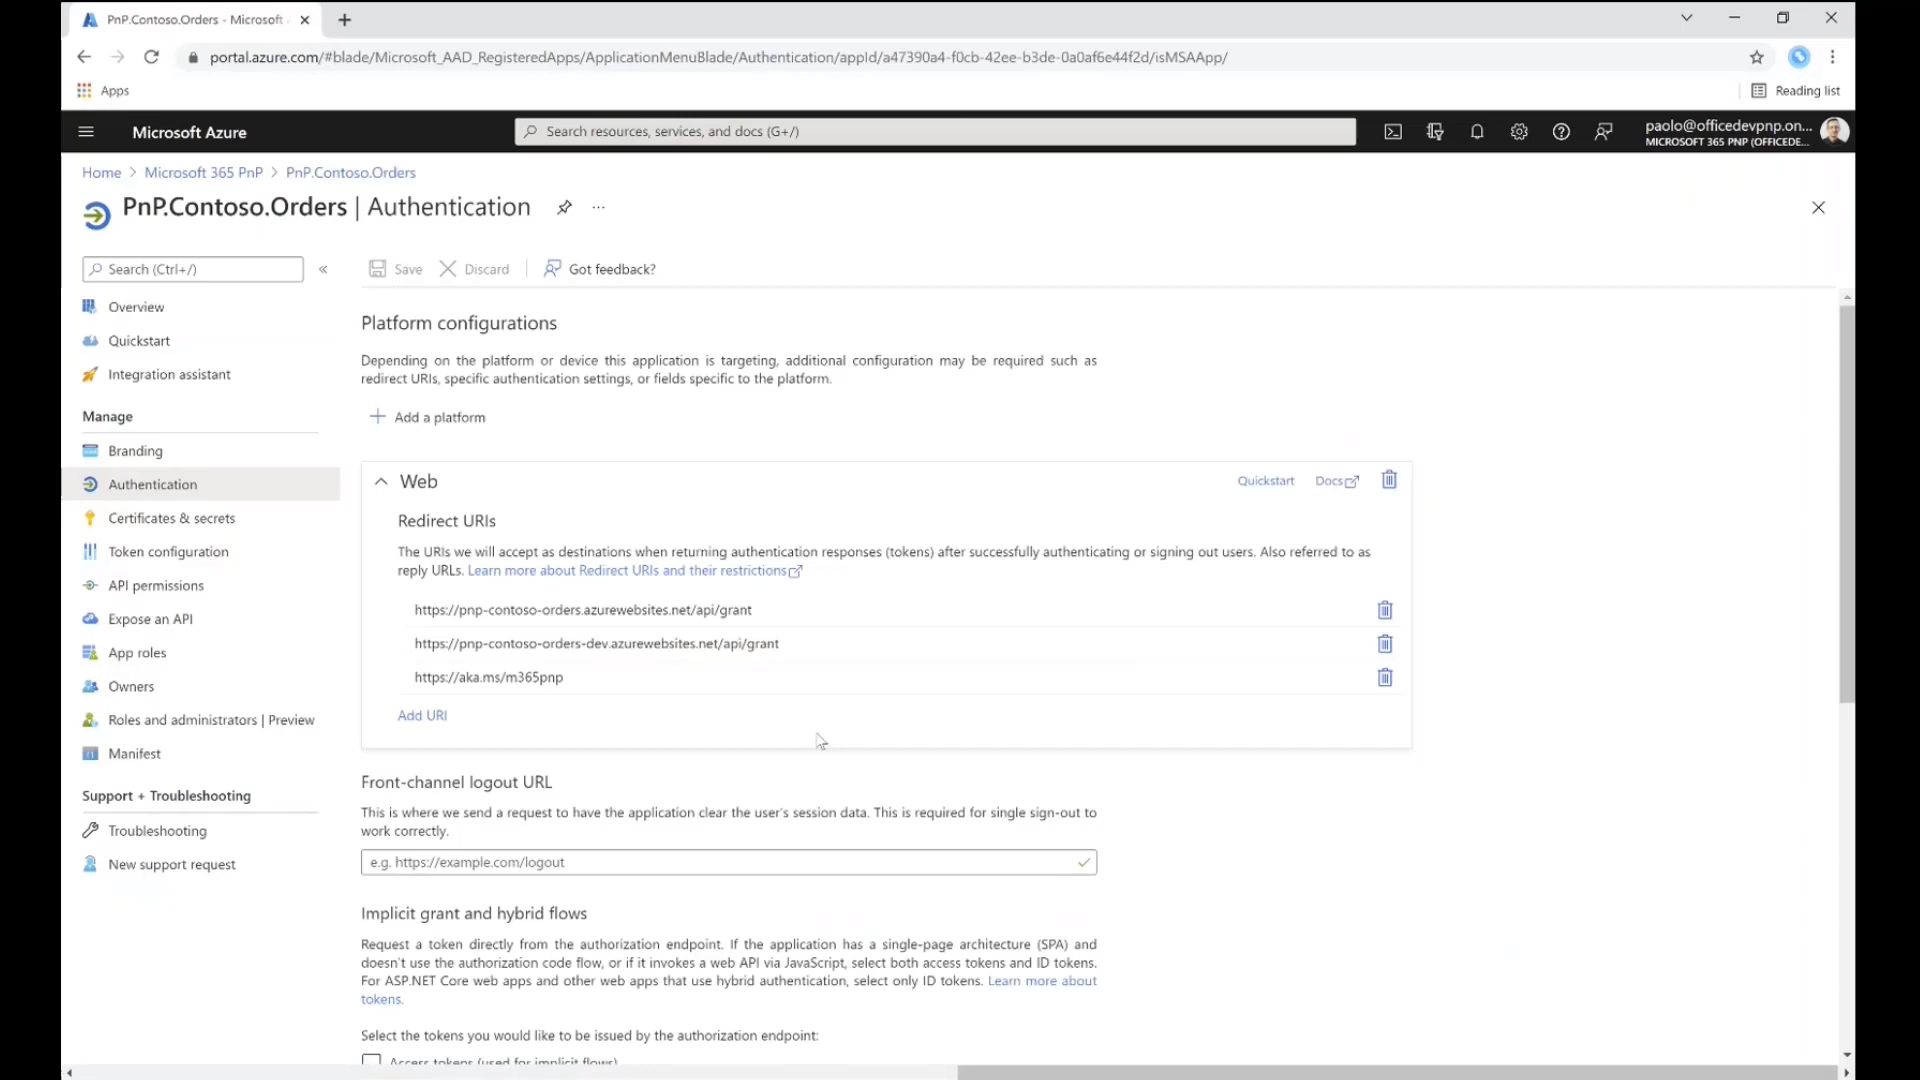 PnP.Contoso.Orders - Microsoft
portal.azure.com/#blade/Microsoft_AAD_RegisteredApps/ApplicationMenuBlade/Authentication/appId/a47390a4-f0cb-42ee-b3de-0a0af6e44f2d/isMSAApp/
Apps
Reading list
Microsoft Azure
Search resources, services, and docs (G+/)
paolo@officedevpnp.on...
MICROSOFT 365 PNP (OFFICEDE...
Home > Microsoft 365 PnP > PnP.Contoso.Orders
PnP.Contoso.Orders | Authentication
Search (Ctrl+/)
Overview
Quickstart
Integration assistant
Manage
Branding
Authentication
Certificates & secrets
Token configuration
API permissions
Expose an API
App roles
Owners
Roles and administrators | Preview
Manifest
Support + Troubleshooting
Troubleshooting
New support request
Save
Discard
Got feedback?
Platform configurations
Depending on the platform or device this application is targeting, additional configuration may be required such as
redirect URIs, specific authentication settings, or fields specific to the platform.
Add a platform
Web
Quickstart
Docs
Redirect URIs
The URIs we will accept as destinations when returning authentication responses (tokens) after successfully authenticating or signing out users. Also referred to as
reply URLs. Learn more about Redirect URIs and their restrictions
https://pnp-contoso-orders.azurewebsites.net/api/grant
https://pnp-contoso-orders-dev.azurewebsites.net/api/grant
https://aka.ms/m365pnp
Add URI
Front-channel logout URL
This is where we send a request to have the application clear the user's session data. This is required for single sign-out to
work correctly.
e.g. https://example.com/logout
Implicit grant and hybrid flows
Request a token directly from the authorization endpoint. If the application has a single-page architecture (SPA) and
doesn't use the authorization code flow, or if it invokes a web API via JavaScript, select both access tokens and ID tokens.
For ASP.NET Core web apps and other web apps that use hybrid authentication, select only ID tokens. Learn more about
tokens.
Select the tokens you would like to be issued by the authorization endpoint:
Access tokens (used for implicit flows)